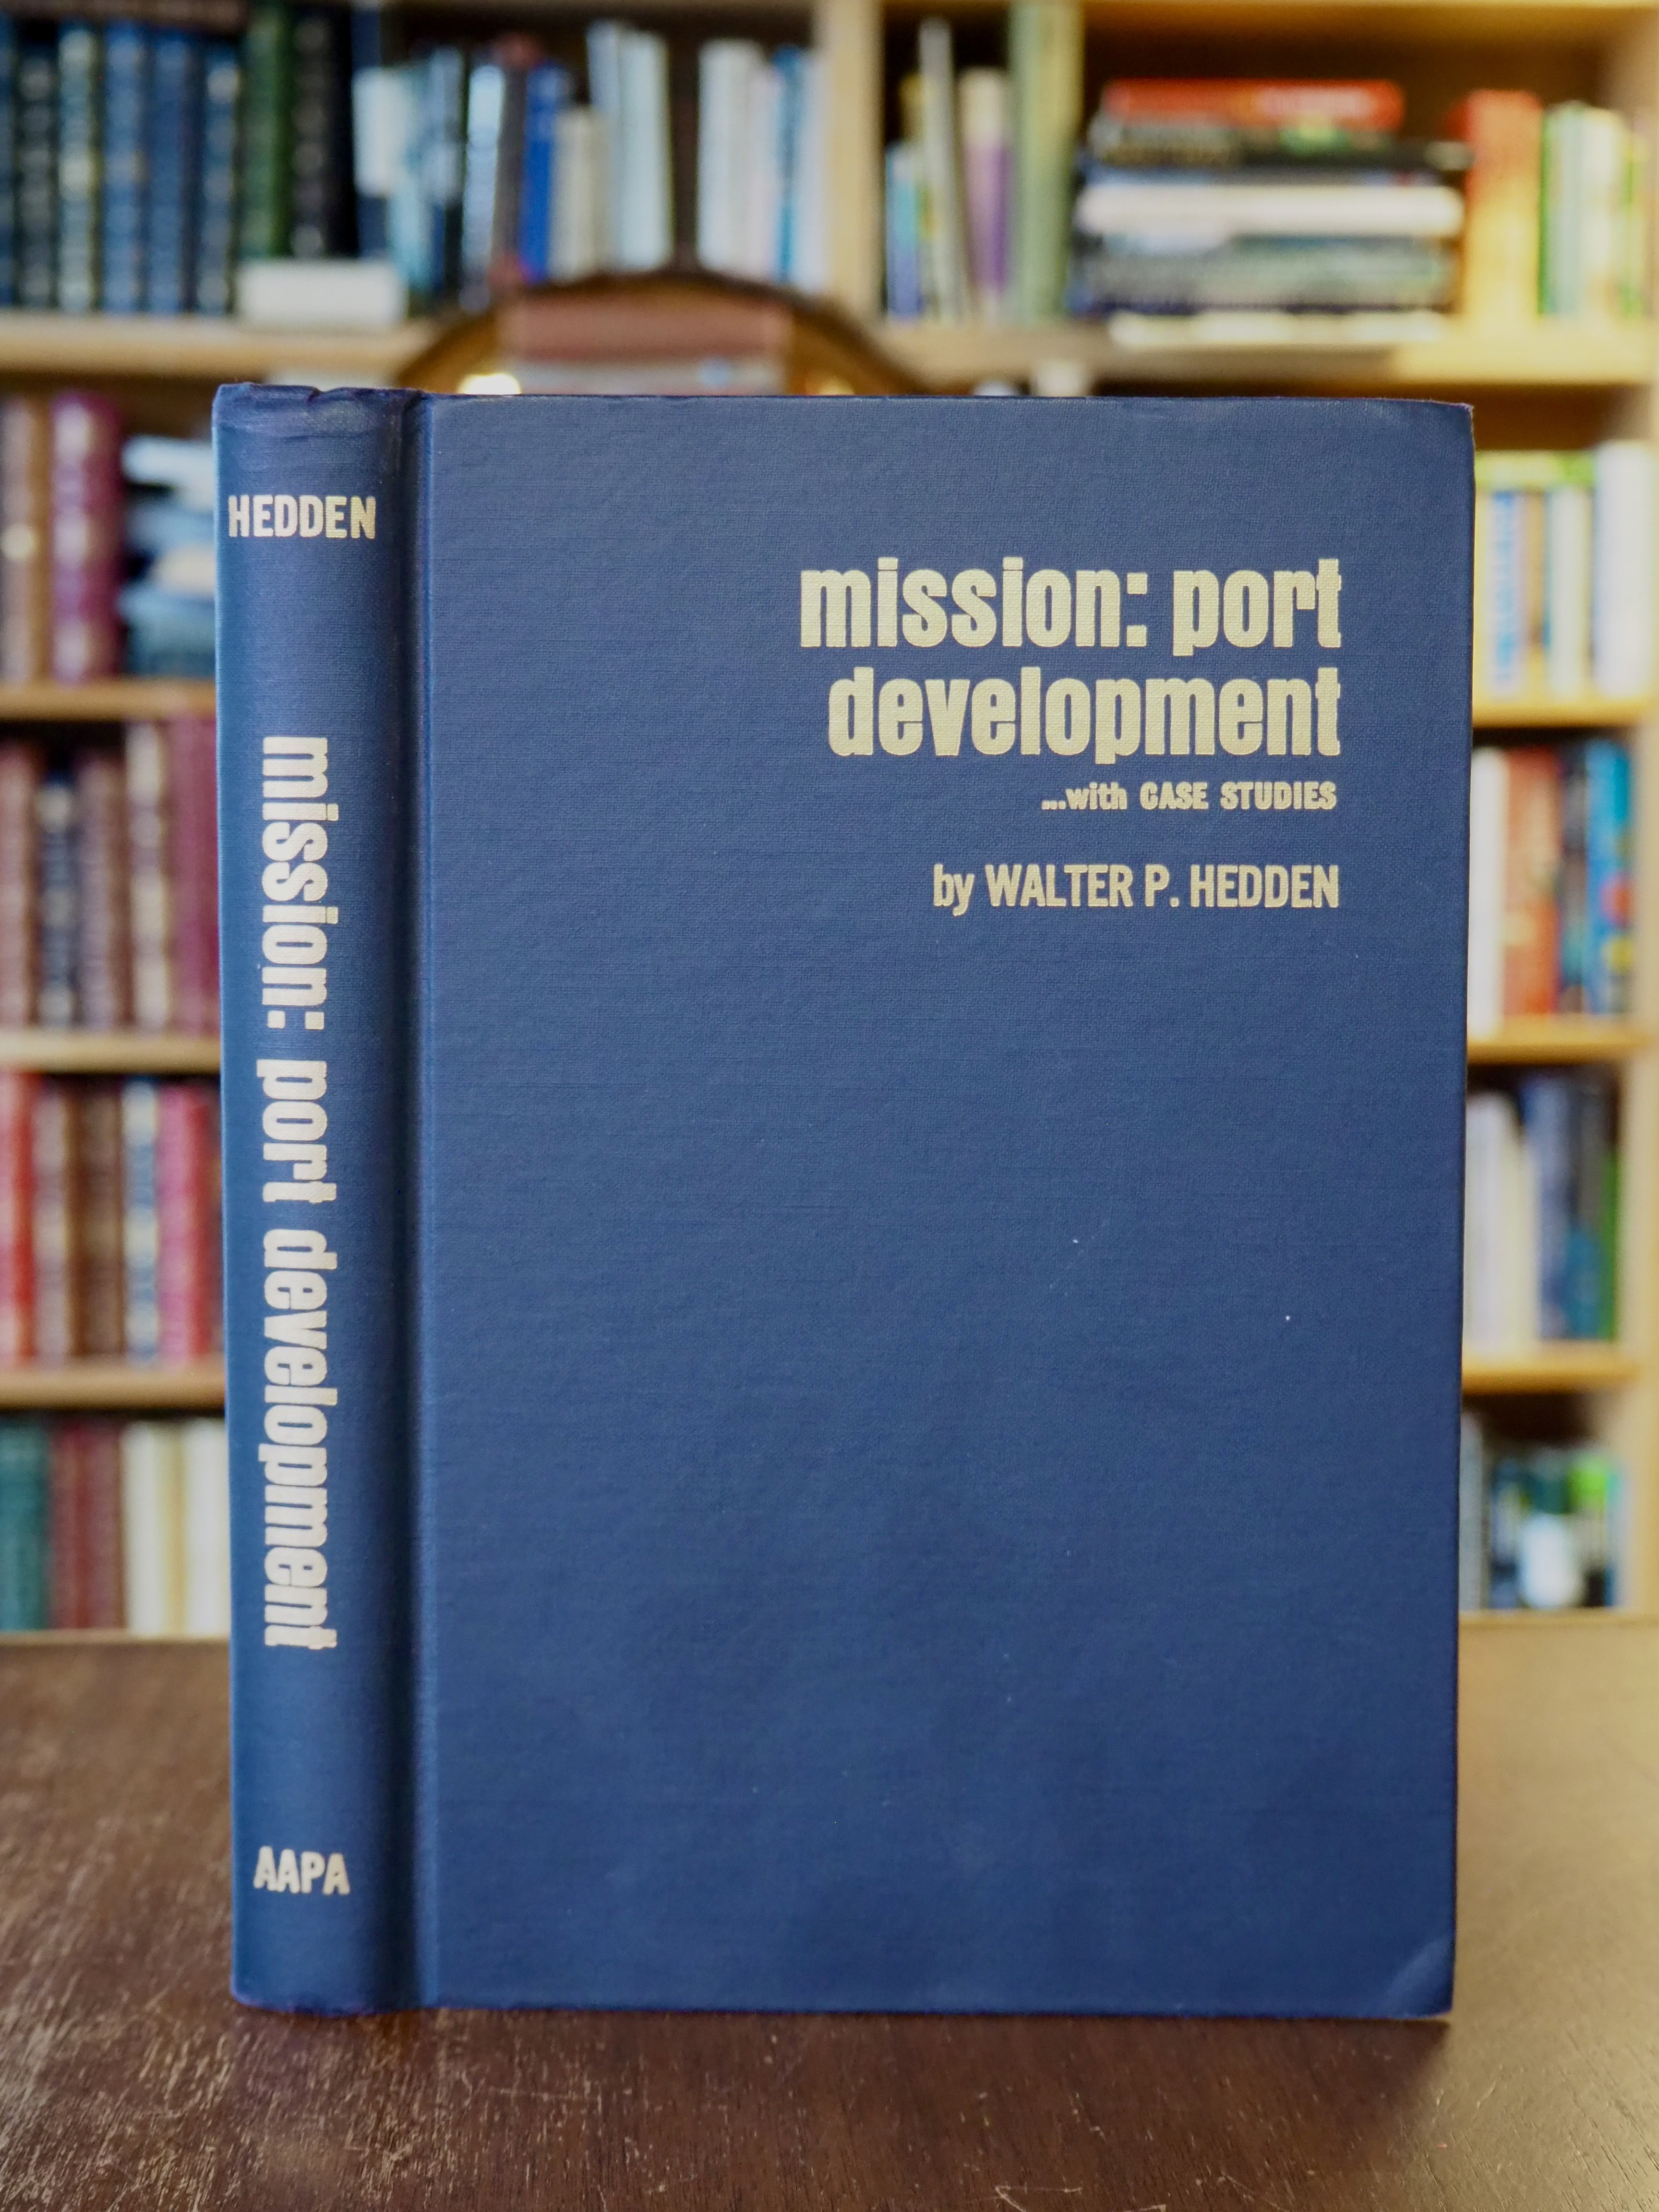 HEDDEN
mission: port development
AAPA
mission: port
development
...with CASE STUDIES
by WALTER P. HEDDEN